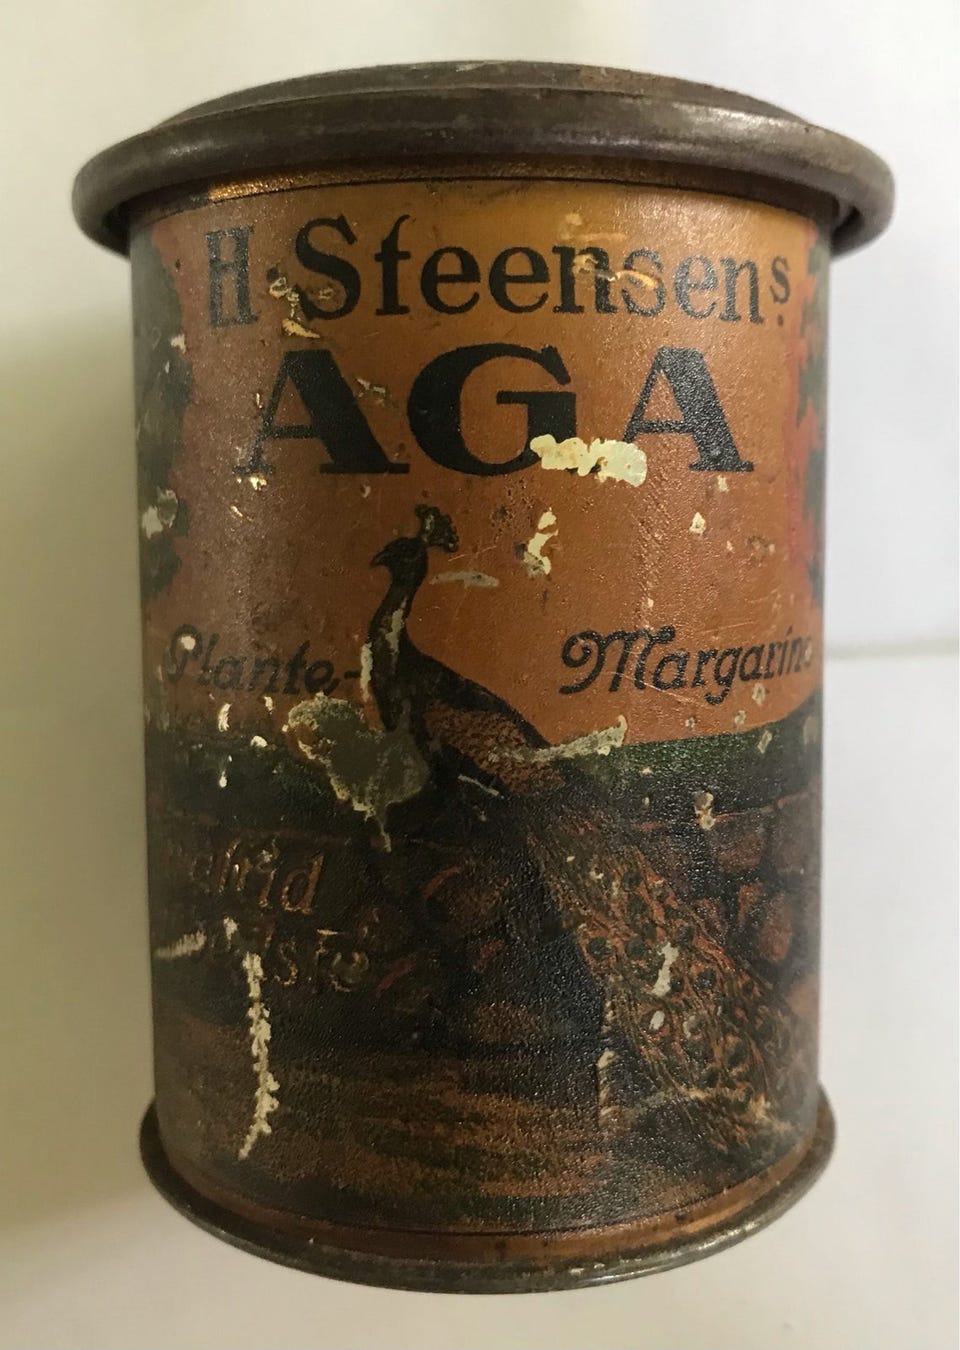 H Steensens
AGA
Plante- Margarine